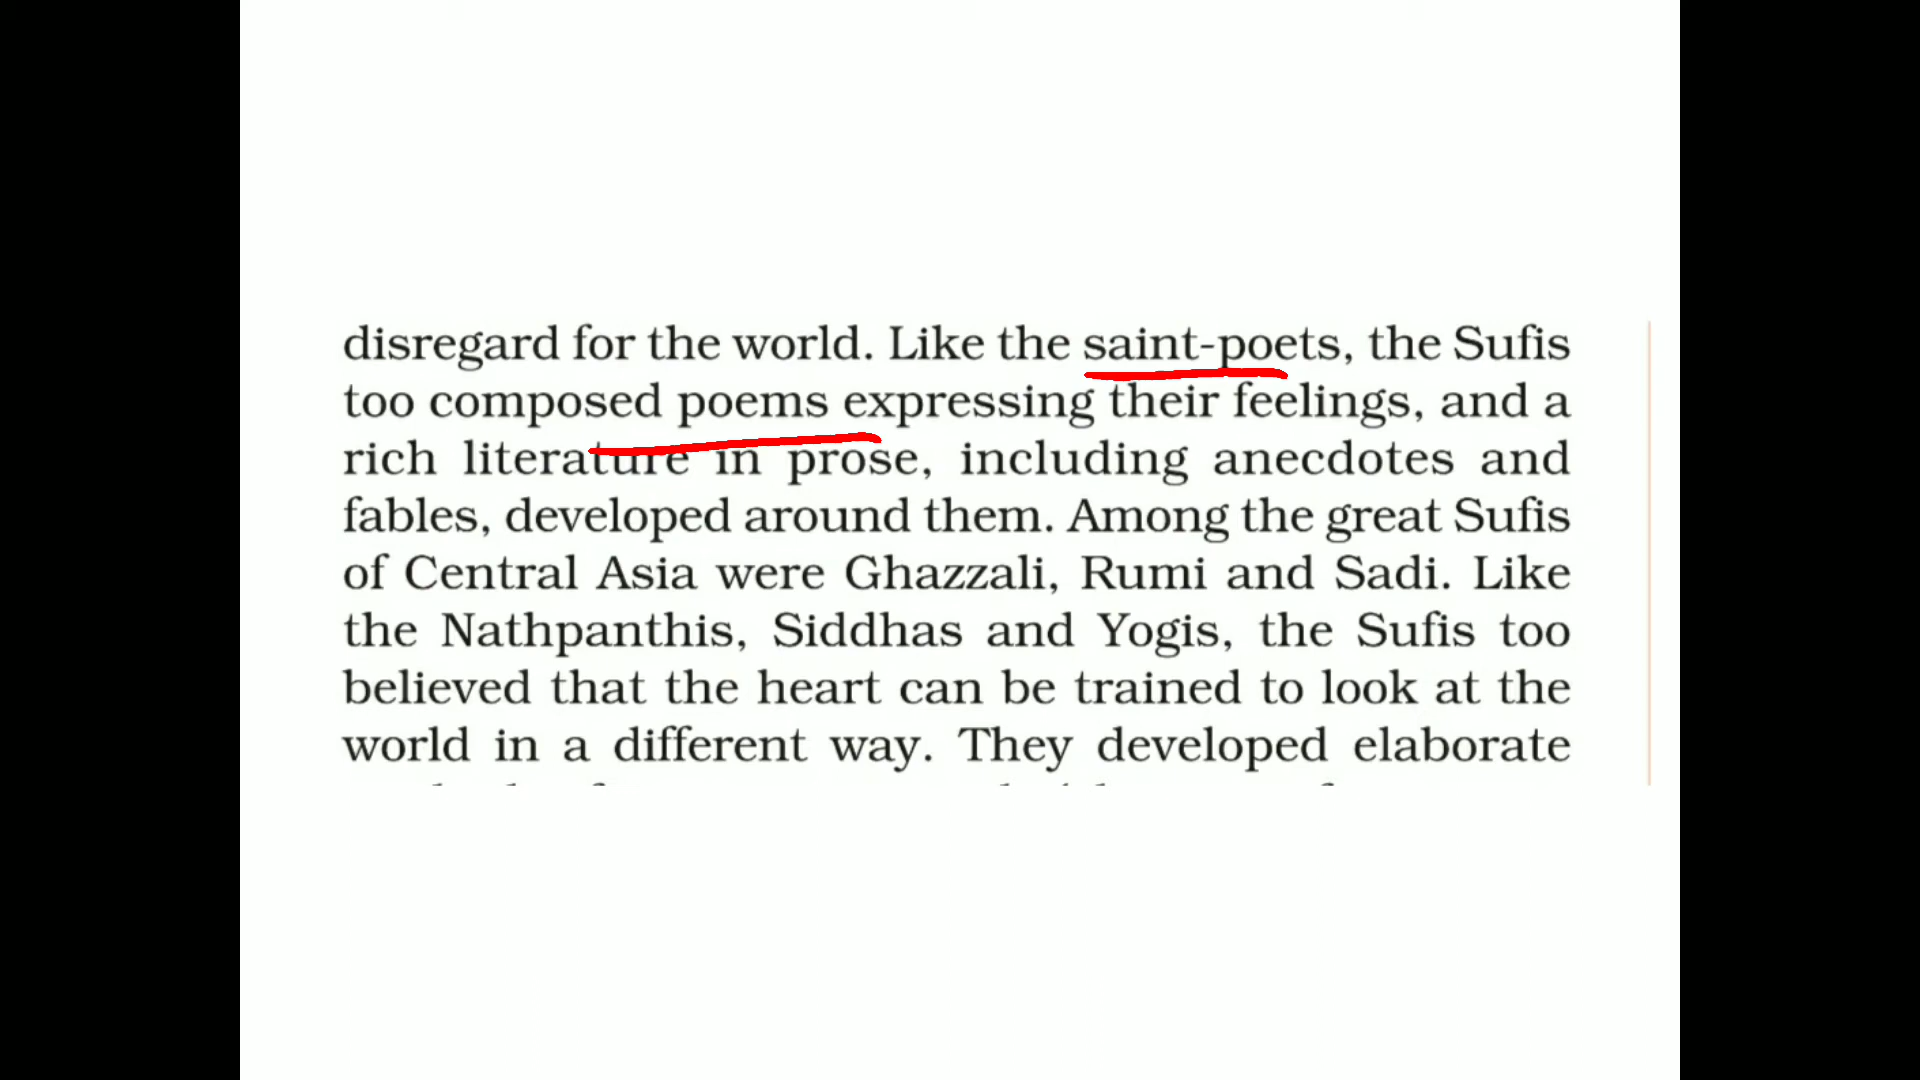 disregard for the world. Like the saint-poets, the Sufis
too composed poems expressing their feelings, and a
rich literature in prose, including anecdotes and
fables, developed around them. Among the great Sufis
of Central Asia were Ghazzali, Rumi and Sadi. Like
the Nathpanthis, Siddhas and Yogis, the Sufis too
believed that the heart can be trained to look at the
world in a different way. They developed elaborate